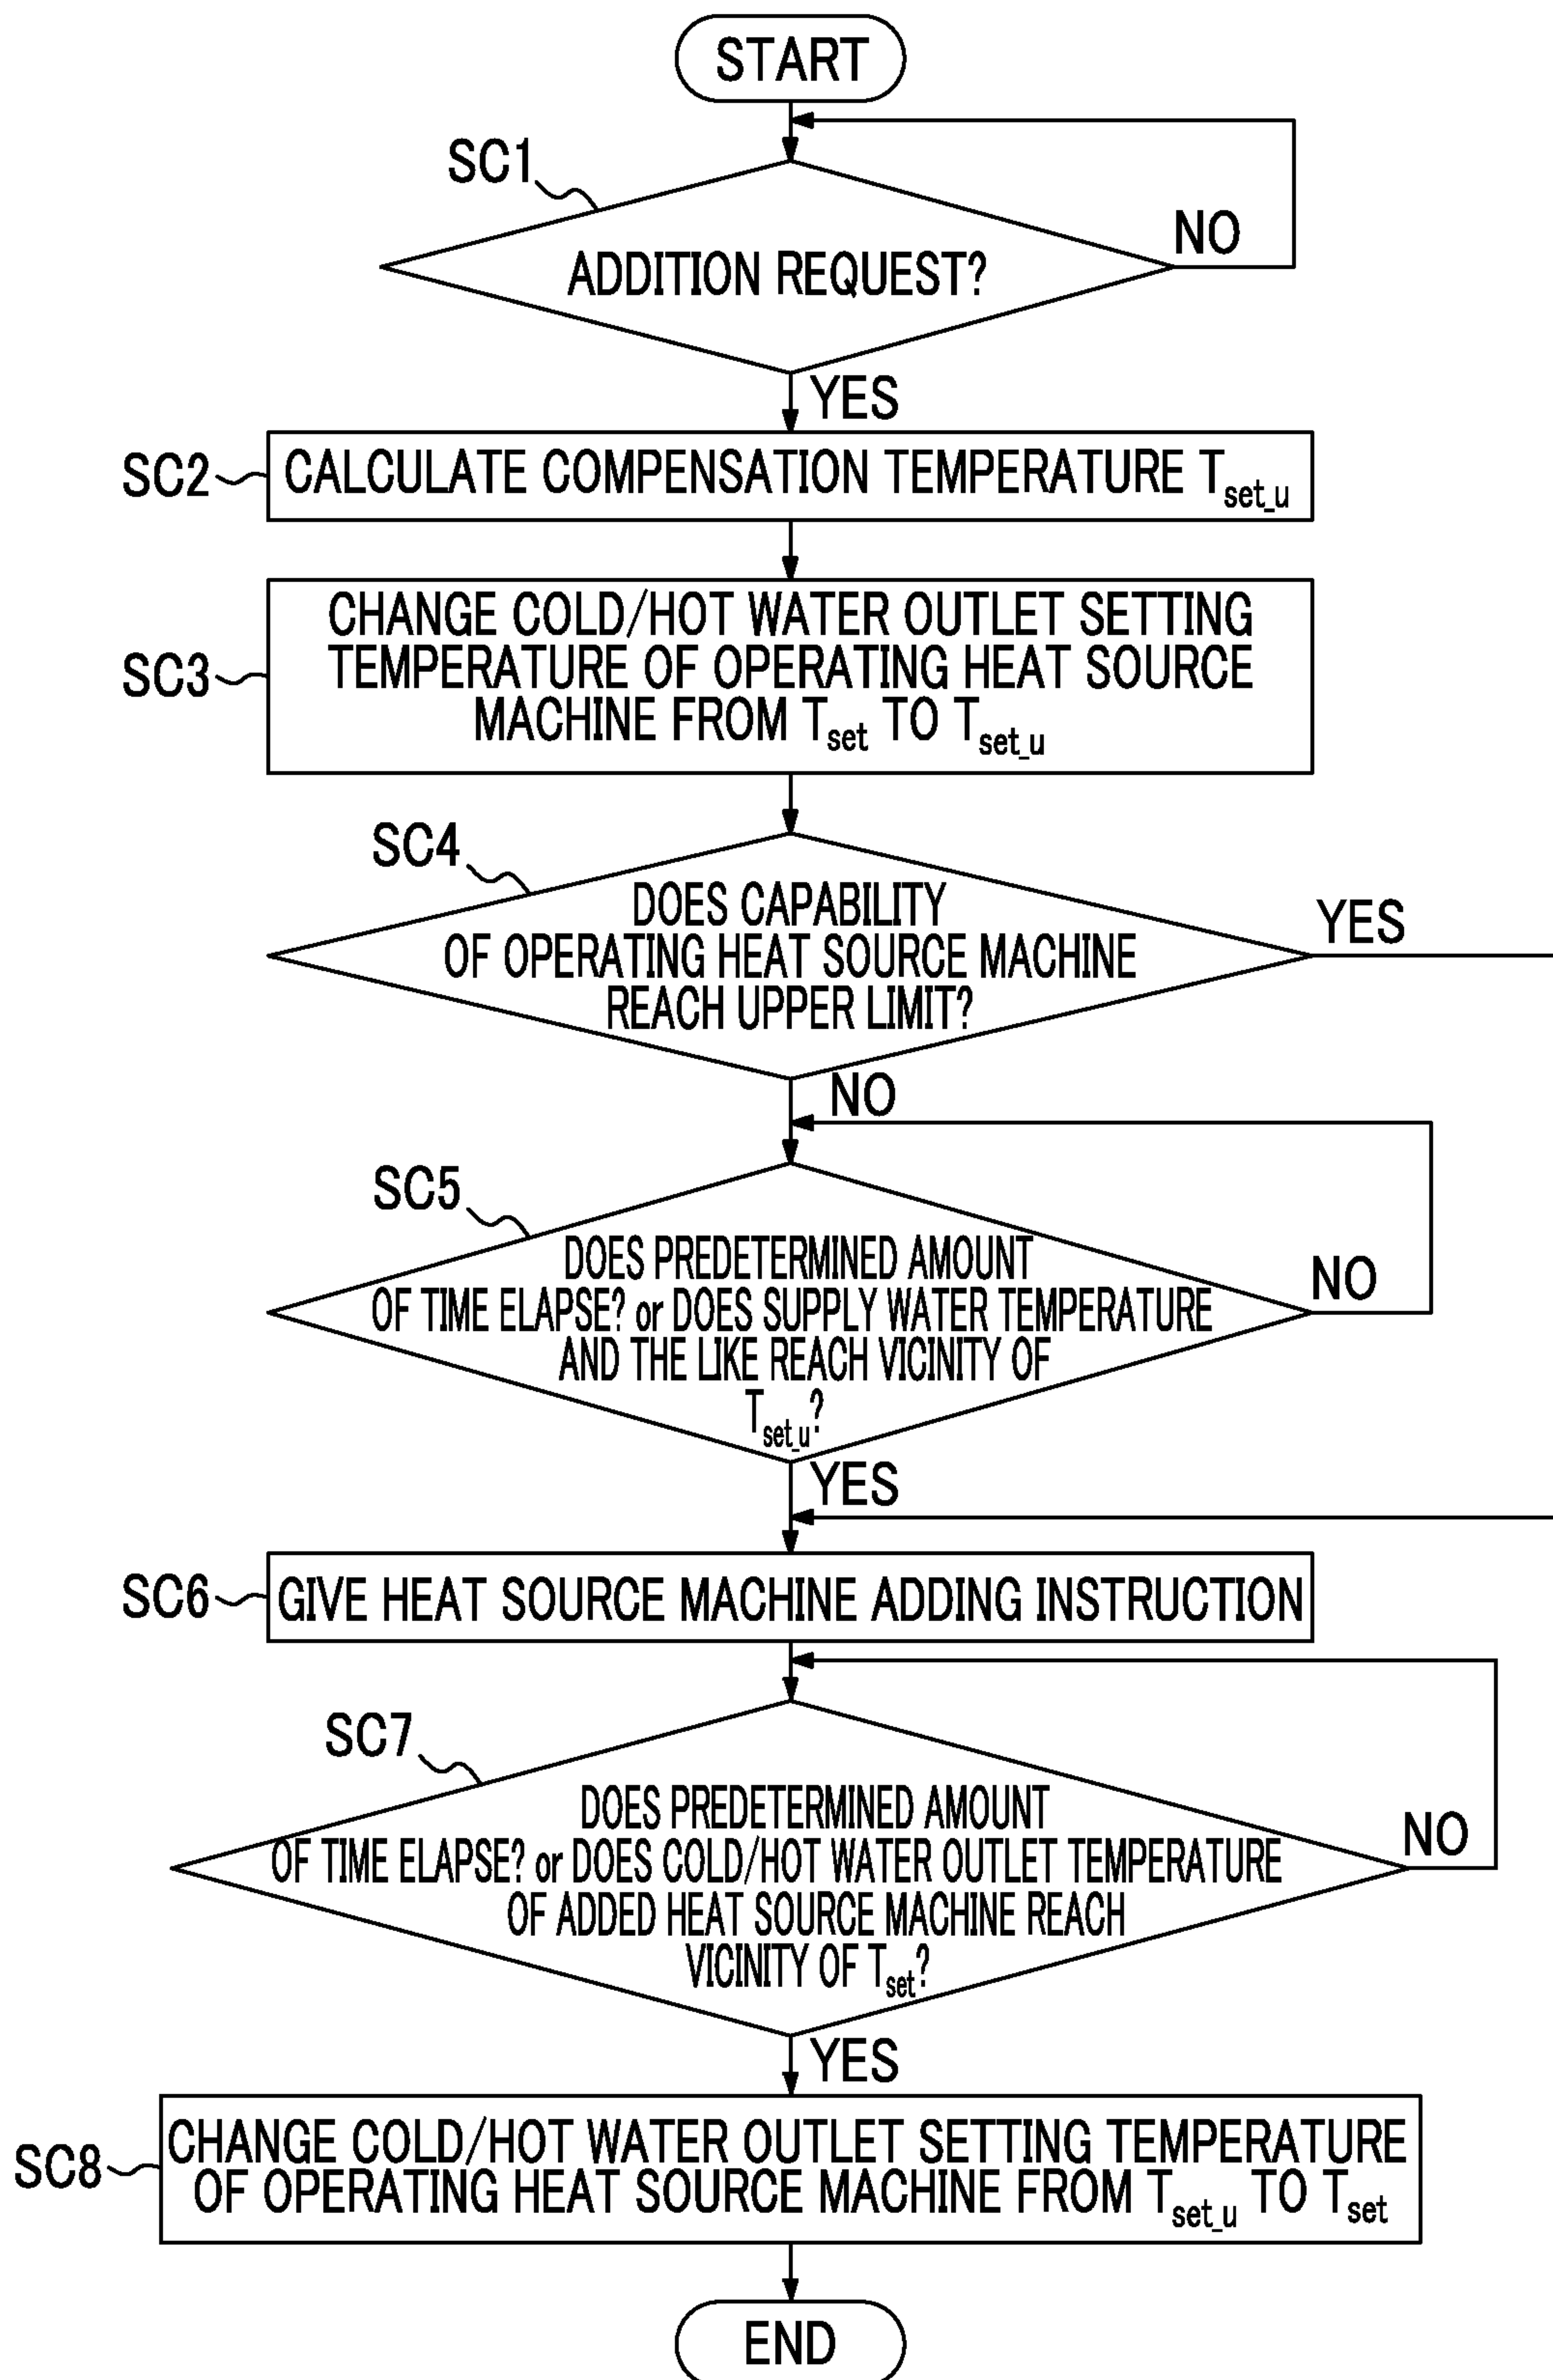 START
SC1
NO
ADDITION REQUEST?
YES
SC2
CALCULATE COMPENSATION TEMPERATURE Tset_u
CHANGE COLD/HOT WATER OUTLET SETTING
SC3
TEMPERATURE OF OPERATING HEAT SOURCE
MACHINE FROM Tset TO Tset_u
SC4
DOES CAPABILITY
YES
OF OPERATING HEAT SOURCE MACHINE
REACH UPPER LIMIT?
NO
SC5
DOES PREDETERMINED AMOUNT
NO
OF TIME ELAPSE? or DOES SUPPLY WATER TEMPERATURE
AND THE LIKE REACH VICINITY OF
Tset_u?
YES
SC6
GIVE HEAT SOURCE MACHINE ADDING INSTRUCTION
SC7
DOES PREDETERMINED AMOUNT
NO
OF TIME ELAPSE? or DOES COLD/HOT WATER OUTLET TEMPERATURE
OF ADDED HEAT SOURCE MACHINE REACH
VICINITY OF Tset?
YES
CHANGE COLD/HOT WATER OUTLET SETTING TEMPERATURE
SC8
OF OPERATING HEAT SOURCE MACHINE FROM Tset_u TO Tset
END